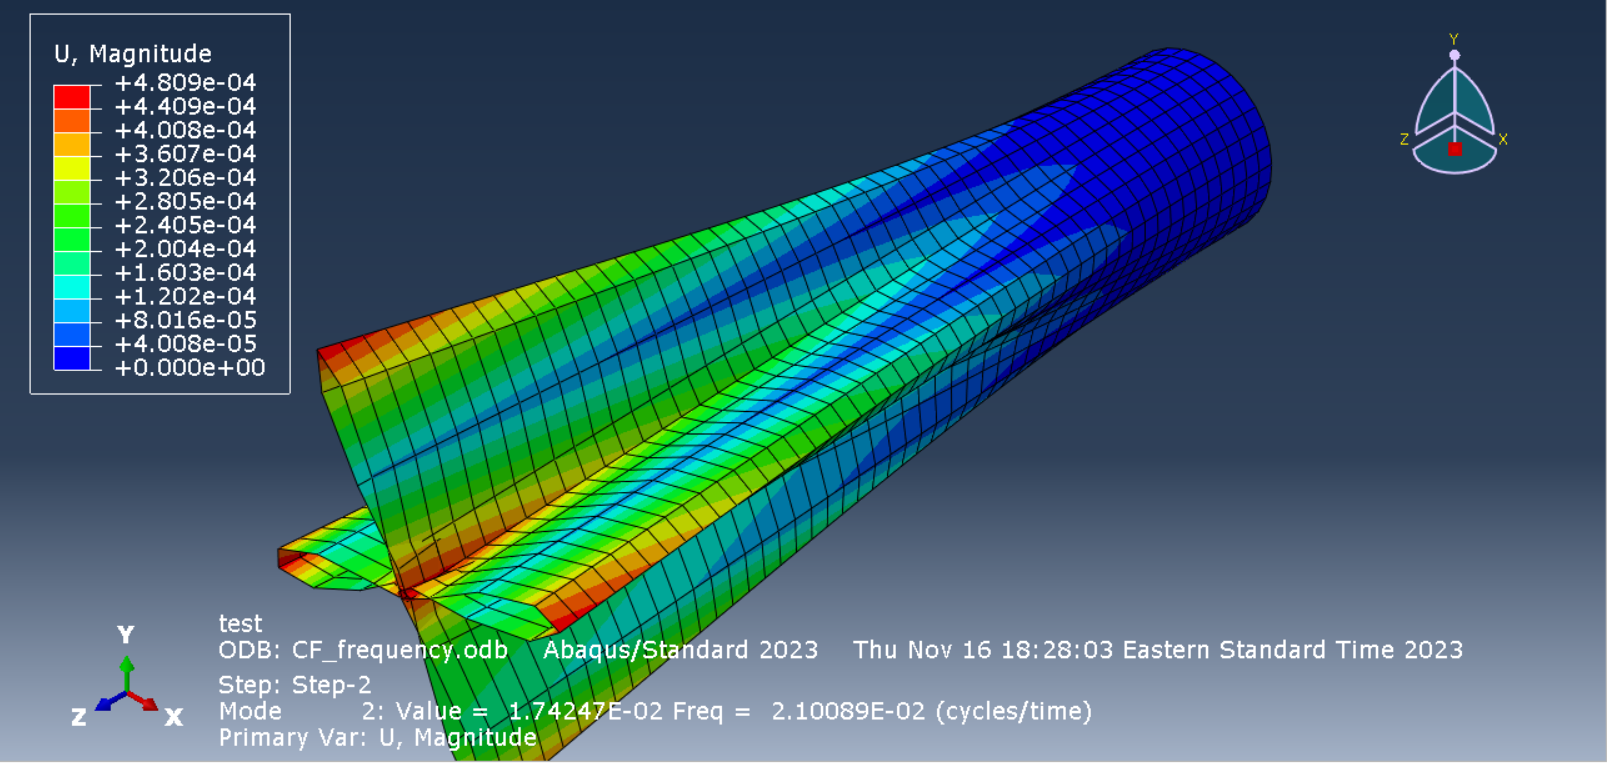 U, Magnitude
+4.809e-04
+4.409e-04
+4.008e-04
+3.607e-04
+3.206e-04
+2.805e-04
+2.405e-04
+2.004e-04
+1.603e-04
+1.202e-04
+8.016e-05
+4.008e-05
+0.000e+00
Y
Z
X
Y
Z
X
test
ODB: CF_frequency.odb Abaqus/Standard 2023 Thu Nov 16 18:28:03 Eastern Standard Time 2023
Step: Step-2
Mode 2: Value = 1.74247E-02 Freq = 2.10089E-02 (cycles/time)
Primary Var: U, Magnitude